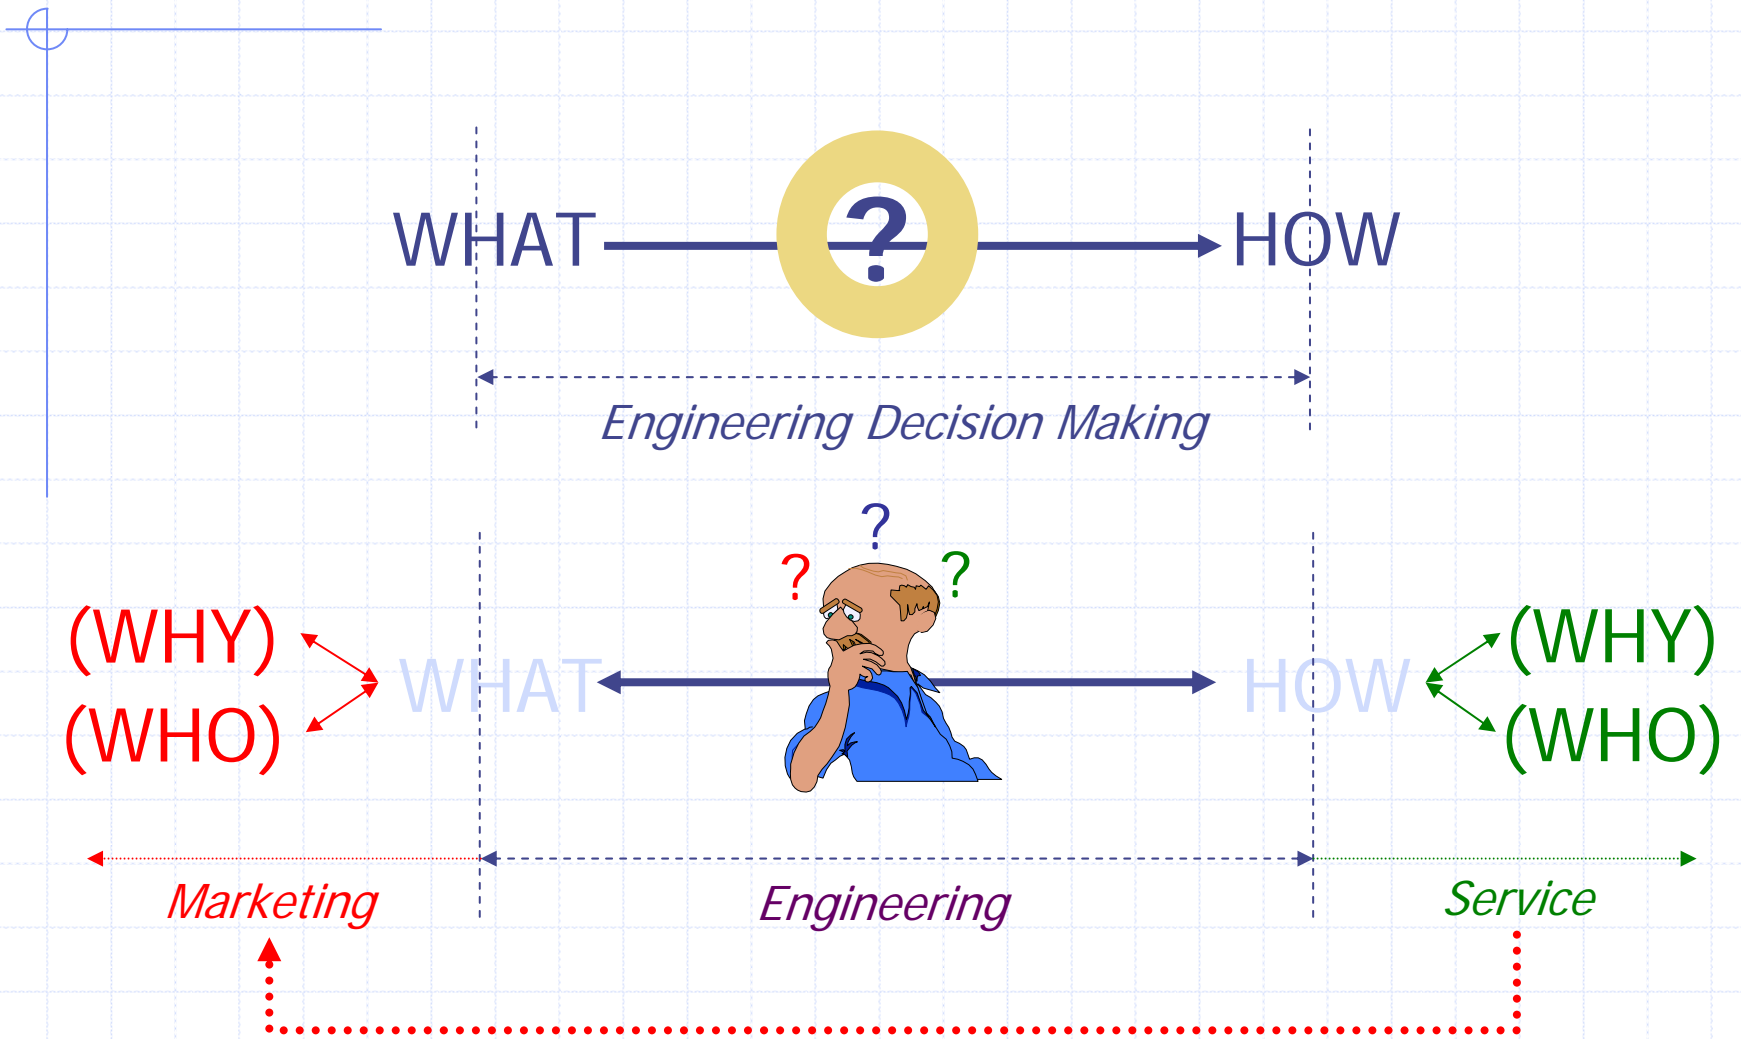 WHAT ? HOW
Engineering Decision Making
?
? ?
(WHY) (WHY)
WHAT HOW
(WHO) (WHO)
Marketing Engineering Service